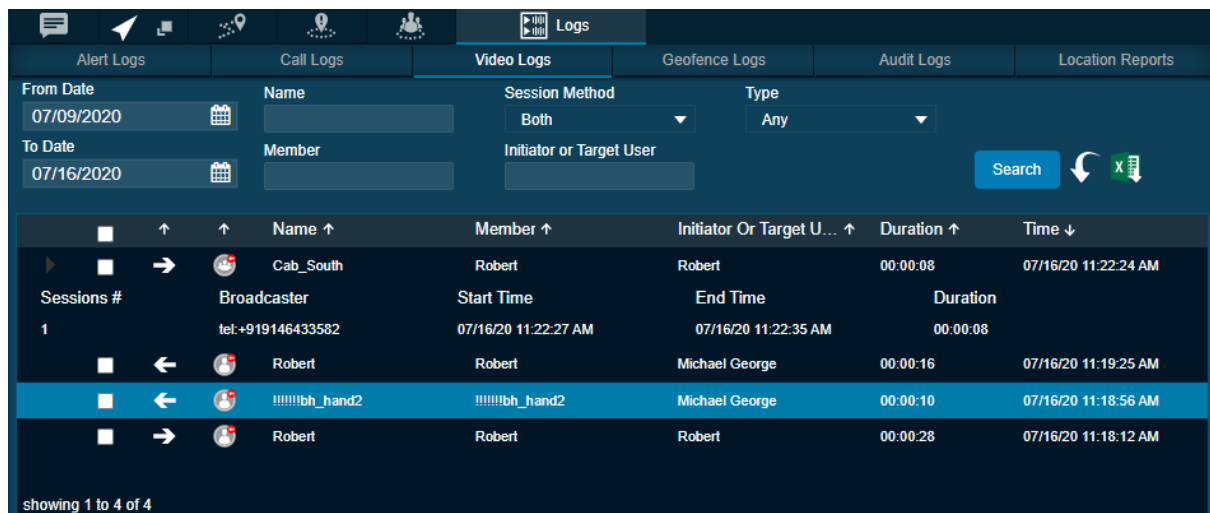 Logs
Alert Logs Call Logs Video Logs Geofence Logs Audit Logs Location Reports
From Date Name Session Method Type
07/09/2020 Both Any
To Date Member Initiator or Target User
07/16/2020 Search
Name Member Initiator Or Target U... Duration Time
Cab_South Robert Robert 00:00:08 07/16/20 11:22:24 AM
Sessions # Broadcaster Start Time End Time Duration
1 tel:+919146433582 07/16/20 11:22:27 AM 07/16/20 11:22:35 AM 00:00:08
Robert Robert Michael George 00:00:16 07/16/20 11:19:25 AM
!!!!!!!bh_hand2 !!!!!!!bh_hand2 Michael George 00:00:10 07/16/20 11:18:56 AM
Robert Robert Robert 00:00:28 07/16/20 11:18:12 AM
showing 1 to 4 of 4